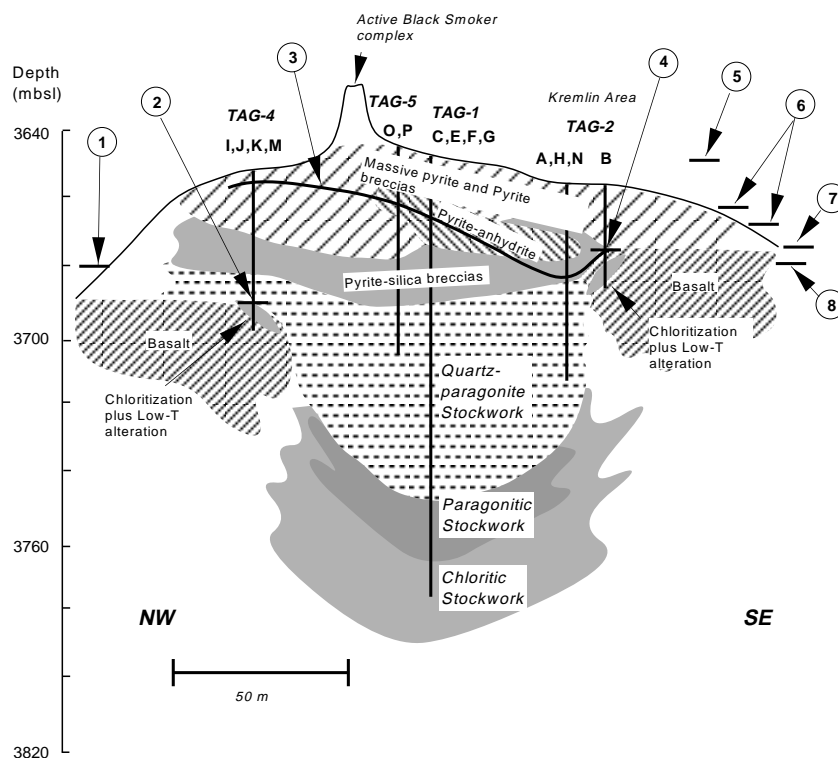 Active Black Smoker
complex
Depth
(mbsl)
3
4
5
6
2
1
Kremlin Area
TAG-4
TAG-5
TAG-1
TAG-2
I,J,K,M
O,P
C,E,F,G
A,H,N
B
3640
Massive pyrite and Pyrite
breccias
7
Pyrite-anhydrite
8
Pyrite-silica breccias
Basalt
Basalt
3700
Chloritization
plus Low-T
alteration
Chloritization
plus Low-T
alteration
Quartz-
paragonite
Stockwork
Paragonitic
Stockwork
3760
Chloritic
Stockwork
NW
SE
50 m
3820